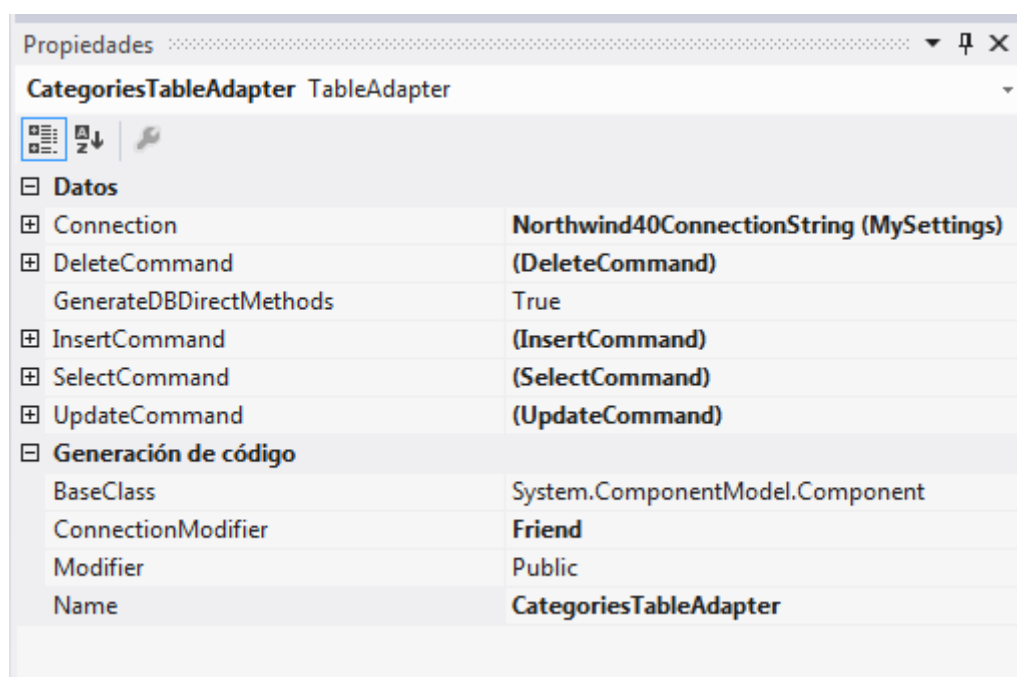 Propiedades
CategoriesTableAdapter TableAdapter
Datos
Connection Northwind40ConnectionString (MySettings)
DeleteCommand (DeleteCommand)
GenerateDBDirectMethods True
InsertCommand (InsertCommand)
SelectCommand (SelectCommand)
UpdateCommand (UpdateCommand)
Generación de código
BaseClass System.ComponentModel.Component
ConnectionModifier Friend
Modifier Public
Name CategoriesTableAdapter